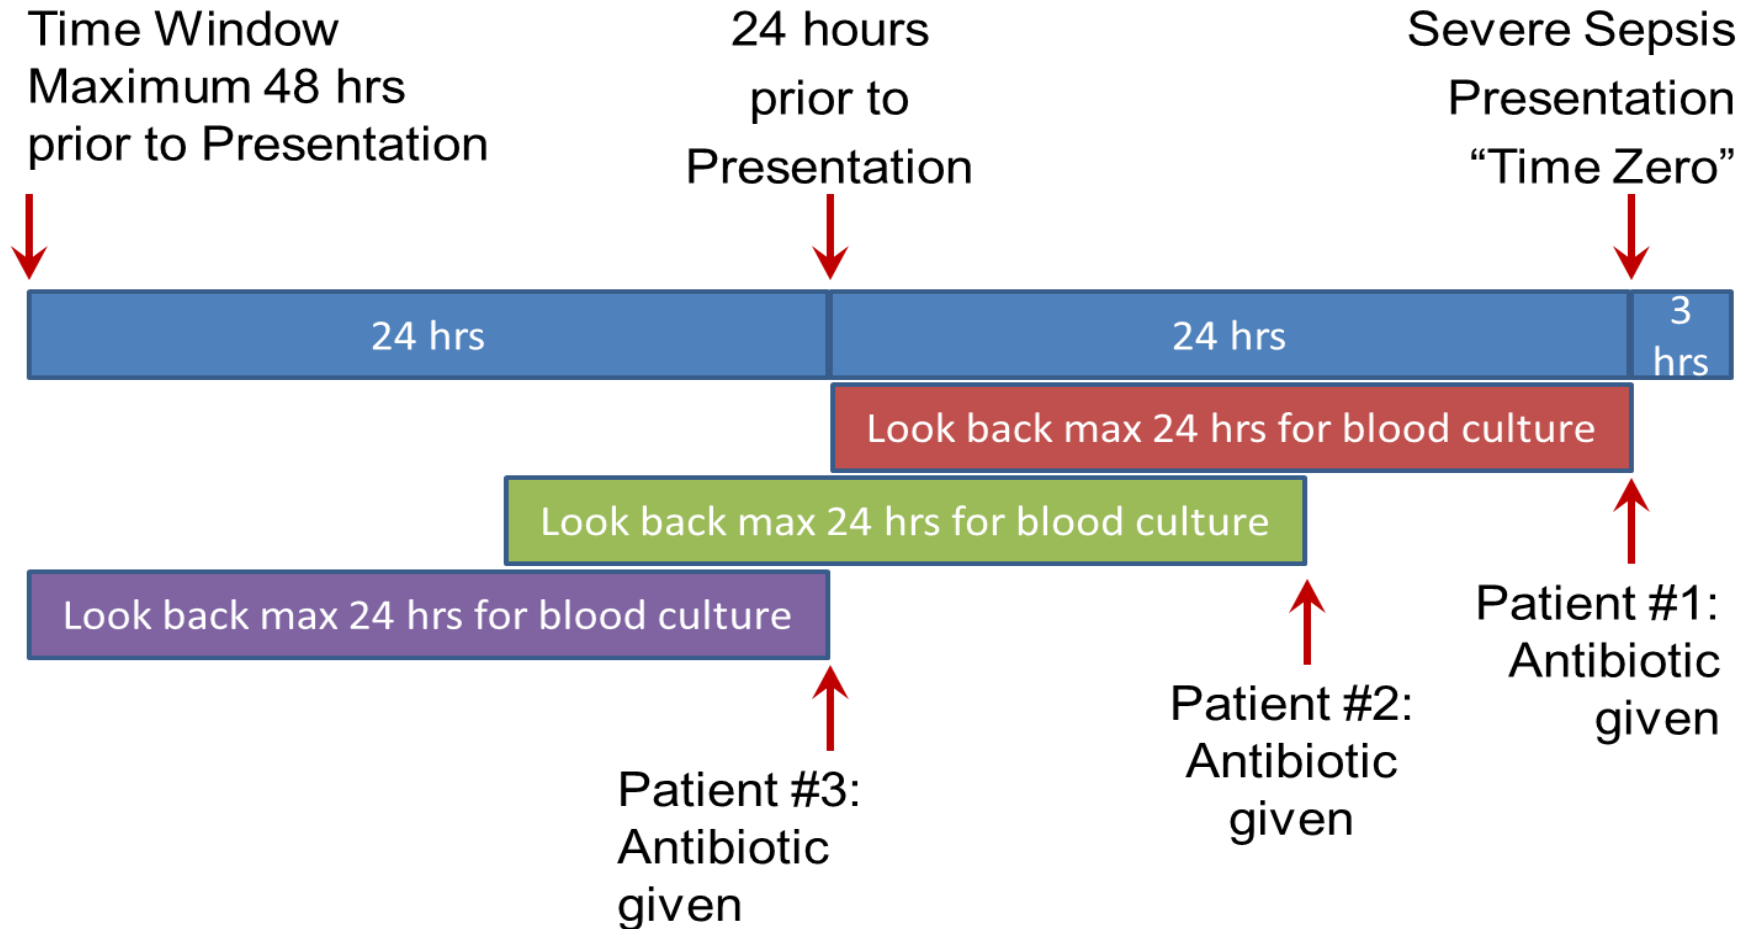 Time Window
Maximum 48 hrs
prior to Presentation
24 hours
prior to
Presentation
Severe Sepsis
Presentation
“Time Zero”
24 hrs
24 hrs
3
hrs
Look back max 24 hrs for blood culture
Look back max 24 hrs for blood culture
Look back max 24 hrs for blood culture
Patient #1:
Antibiotic
given
Patient #2:
Antibiotic
given
Patient #3:
Antibiotic
given